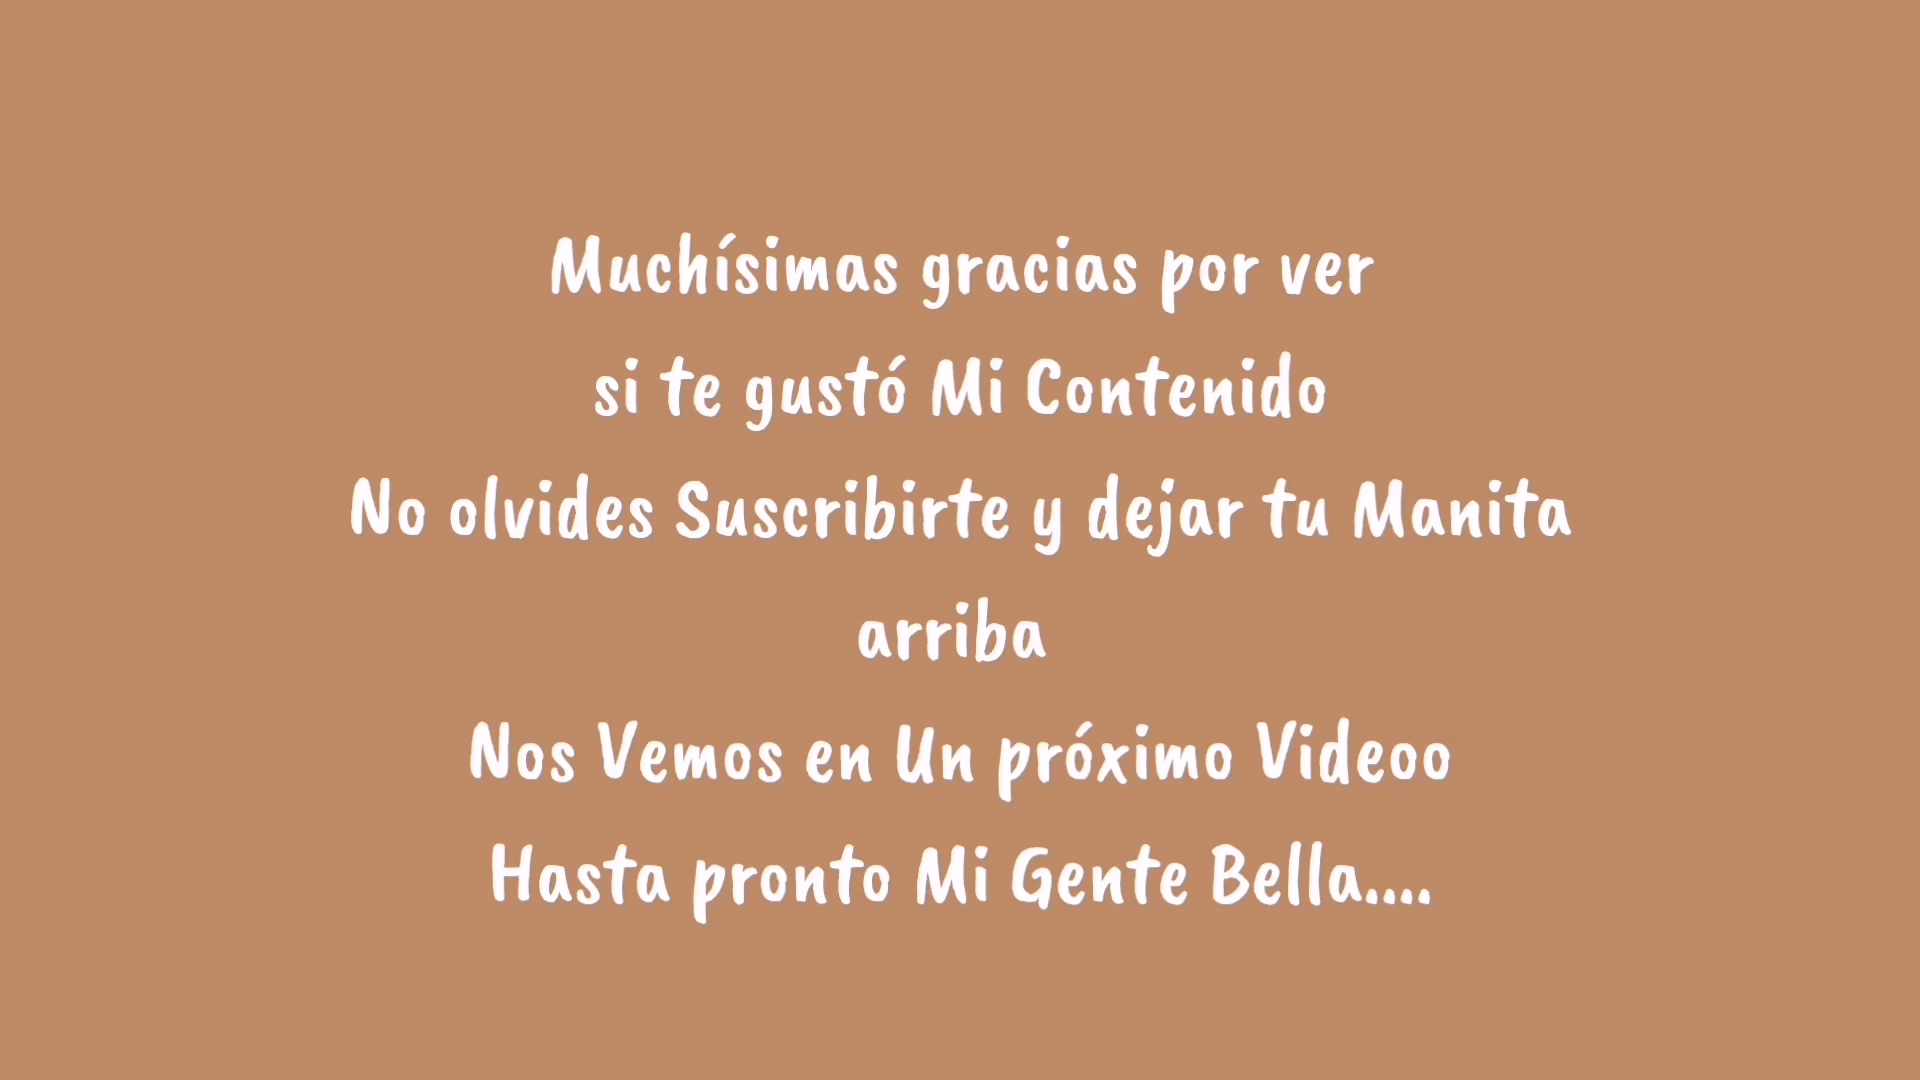 Muchísimas gracias por ver
si te gustó Mi Contenido
No olvides Suscribirte y dejar tu Manita
arriba
Nos Vemos en Un próximo Videoo
Hasta pronto Mi Gente Bella....